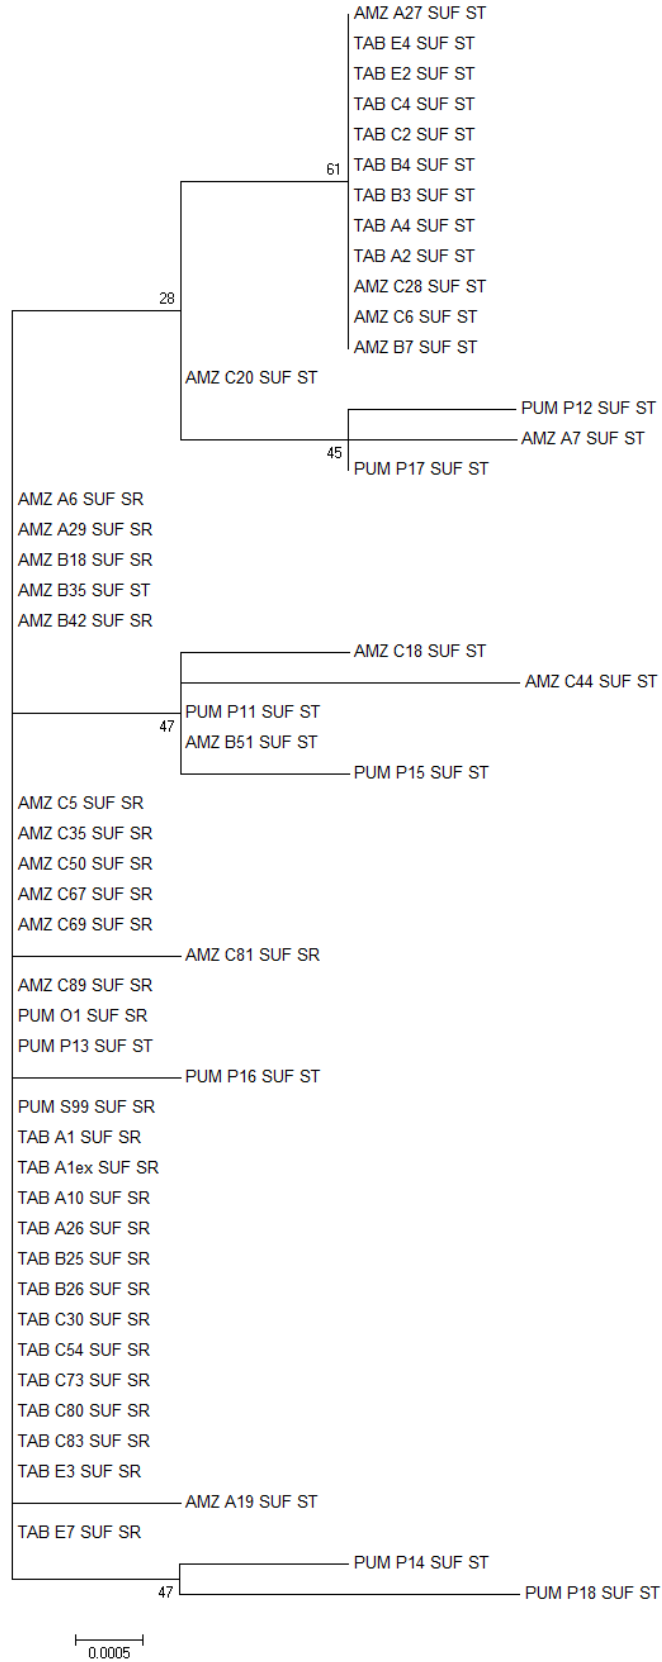 AMZ A27 SUF ST
TAB E4 SUF ST
TAB E2 SUF ST
TAB C4 SUF ST
TAB C2 SUF ST
TAB B4 SUF ST
61
TAB B3 SUF ST
TAB A4 SUF ST
TAB A2 SUF ST
AMZ C28 SUF ST
28
AMZ C6 SUF ST
AMZ B7 SUF ST
AMZ C20 SUF ST
PUM P12 SUF ST
AMZ A7 SUF ST
45
PUM P17 SUF ST
AMZ A6 SUF SR
AMZ A29 SUF SR
AMZ B18 SUF SR
AMZ B35 SUF ST
AMZ B42 SUF SR
AMZ C18 SUF ST
AMZ C44 SUF ST
PUM P11 SUF ST
47
AMZ B51 SUF ST
PUM P15 SUF ST
AMZ C5 SUF SR
AMZ C35 SUF SR
AMZ C50 SUF SR
AMZ C67 SUF SR
AMZ C69 SUF SR
AMZ C81 SUF SR
AMZ C89 SUF SR
PUM O1 SUF SR
PUM P13 SUF ST
PUM P16 SUF ST
PUM S99 SUF SR
TAB A1 SUF SR
TAB A1ex SUF SR
TAB A10 SUF SR
TAB A26 SUF SR
TAB B25 SUF SR
TAB B26 SUF SR
TAB C30 SUF SR
TAB C54 SUF SR
TAB C73 SUF SR
TAB C80 SUF SR
TAB C83 SUF SR
TAB E3 SUF SR
AMZ A19 SUF ST
TAB E7 SUF SR
PUM P14 SUF ST
47
PUM P18 SUF ST
0.0005